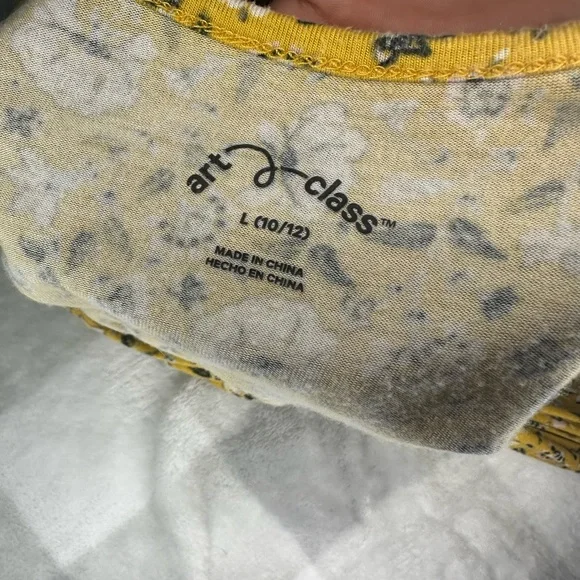 art class™
L (10/12)
MADE IN CHINA
HECHO EN CHINA